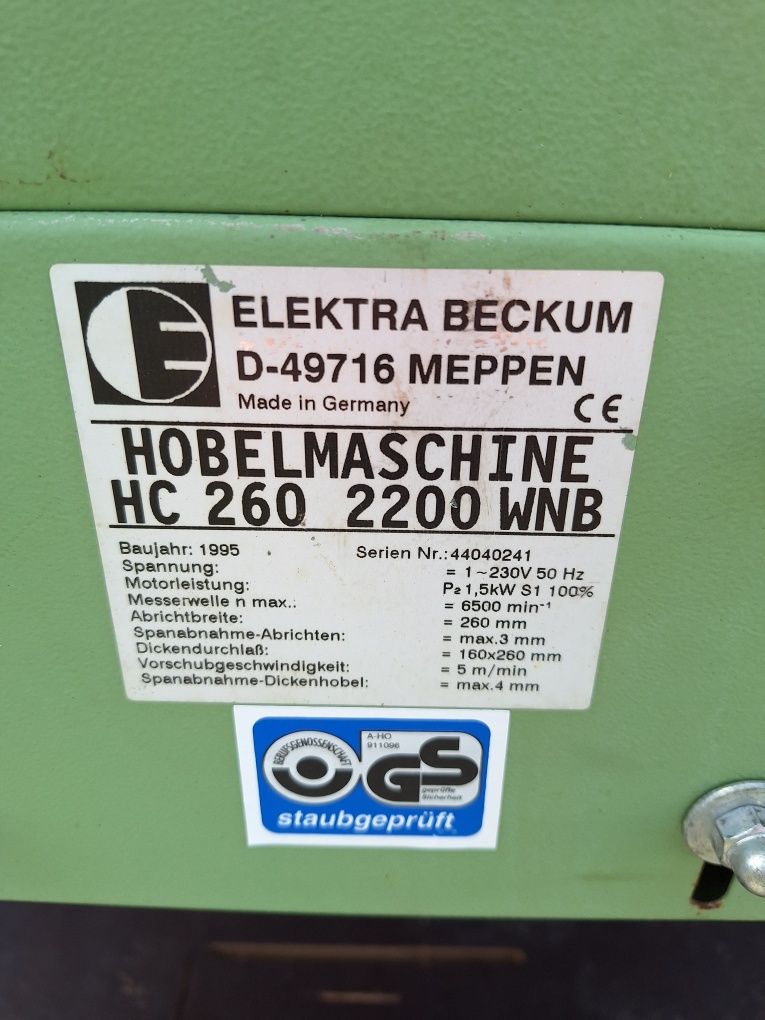 ELEKTRA BECKUM
D-49716 MEPPEN
Made in Germany CE
HOBELMASCHINE
HC 260 2200 WNB
Baujahr: 1995 Serien Nr.: 44040241
Spannung: = 1~230V 50 Hz
Motorleistung: P₂ 1,5kW S1 100%
Messerwelle n max.: = 6500 min⁻¹
Abrichtbreite: = 260 mm
Spanabnahme-Abrichten: = max.3 mm
Dickendurchlaß: = 160x260 mm
Vorschubgeschwindigkeit: = 5 m/min
Spanabnahme-Dickenhobel: = max.4 mm
A-HO
911096
BERUFSGENOSSENSCHAFT
GS
geprüfte
Sicherheit
staubgeprüft